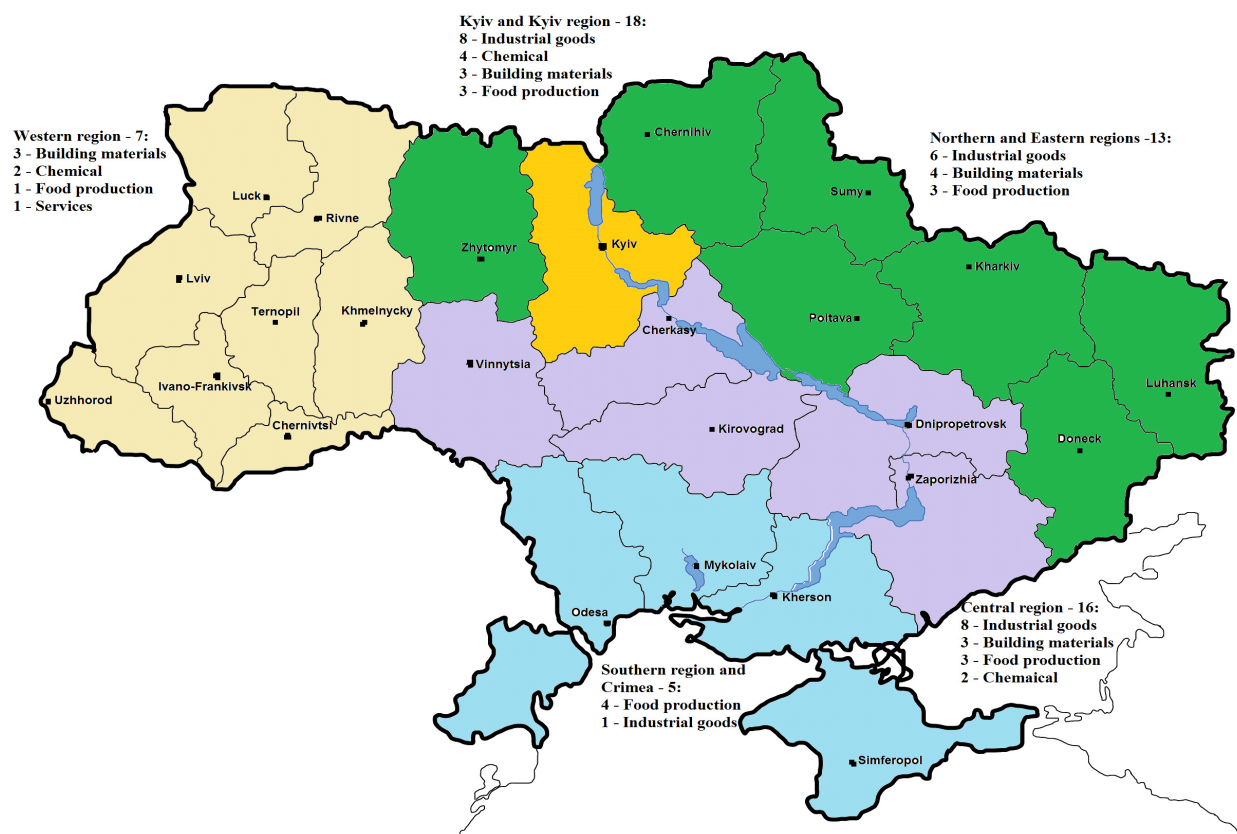 Kyiv and Kyiv region - 18:
8 - Industrial goods
4 - Chemical
3 - Building materials
3 - Food production
Western region - 7:
3 - Building materials
2 - Chemical
1 - Food production
1 - Services
Northern and Eastern regions -13:
6 - Industrial goods
4 - Building materials
3 - Food production
Chernihiv
Sumy
Luck
Rivne
Kyiv
Zhytomyr
Kharkiv
Lviv
Ternopil
Khmelnycky
Cherkasy
Poltava
Vinnytsia
Ivano-Frankivsk
Uzhhorod
Luhansk
Chernivtsi
Kirovograd
Dnipropetrovsk
Doneck
Zaporizhia
Mykolaiv
Kherson
Odesa
Central region - 16:
8 - Industrial goods
3 - Building materials
3 - Food production
2 - Chemaical
Southern region and
Crimea - 5:
4 - Food production
1 - Industrial goods
Simferopol